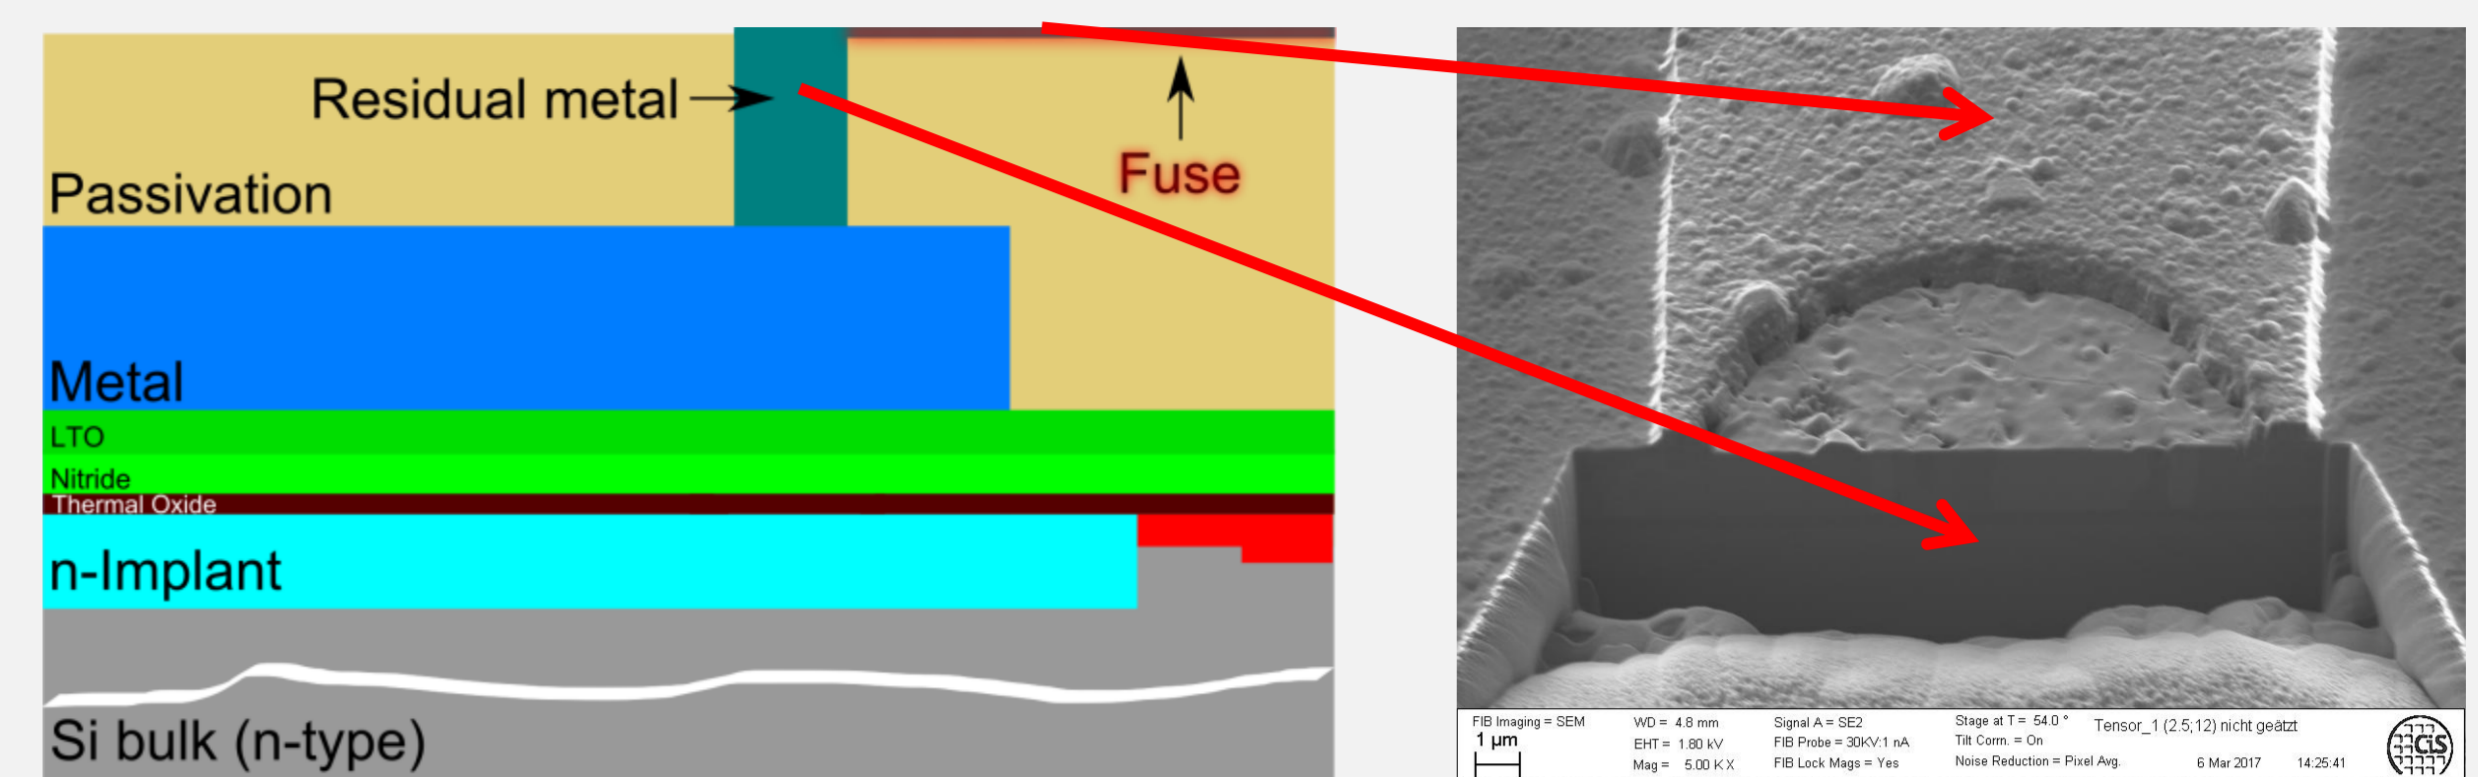 Residual metal
Fuse
Passivation
Metal
LTO
Nitride
Thermal Oxide
n-Implant
Si bulk (n-type)
FIB Imaging = SEM
1 µm
WD = 4.8 mm
EHT = 1.80 kV
Mag = 5.00 K X
Signal A = SE2
FIB Probe = 30KV:1 nA
FIB Lock Mags = Yes
Stage at T = 54.0 °
Tilt Corrn. = On
Noise Reduction = Pixel Avg.
Tensor_1 (2.5;12) nicht geätzt
6 Mar 2017 14:25:41
CiS